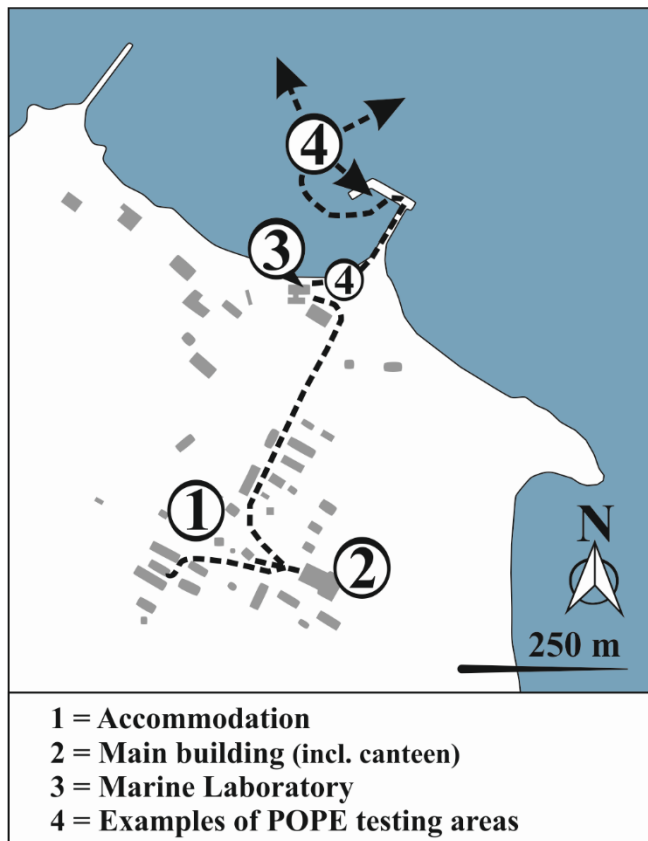 4
3
4
1
2
N
250 m
1 = Accommodation
2 = Main building (incl. canteen)
3 = Marine Laboratory
4 = Examples of POPE testing areas